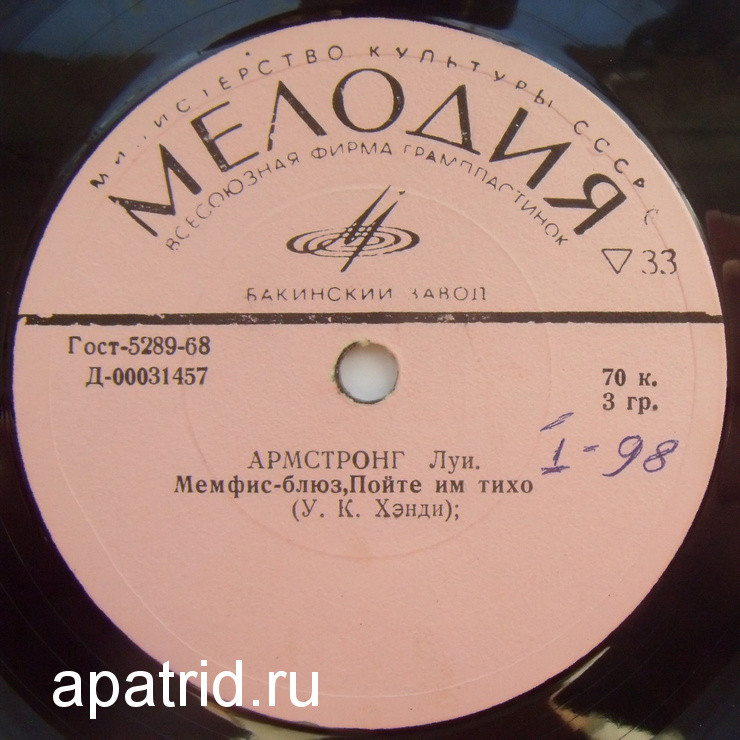 МИНИСТЕРСТВО КУЛЬТУРЫ СССР
МЕЛОДИЯ
ВСЕСОЮЗНАЯ ФИРМА ГРАМПЛАСТИНОК
▽ 33
БАКИНСКИЙ ЗАВОД
Гост-5289-68
Д-00031457
70 к.
3 гр.
1-98
АРМСТРОНГ Луи.
Мемфис-блюз,Пойте им тихо
(У. К. Хэнди);
apatrid.ru